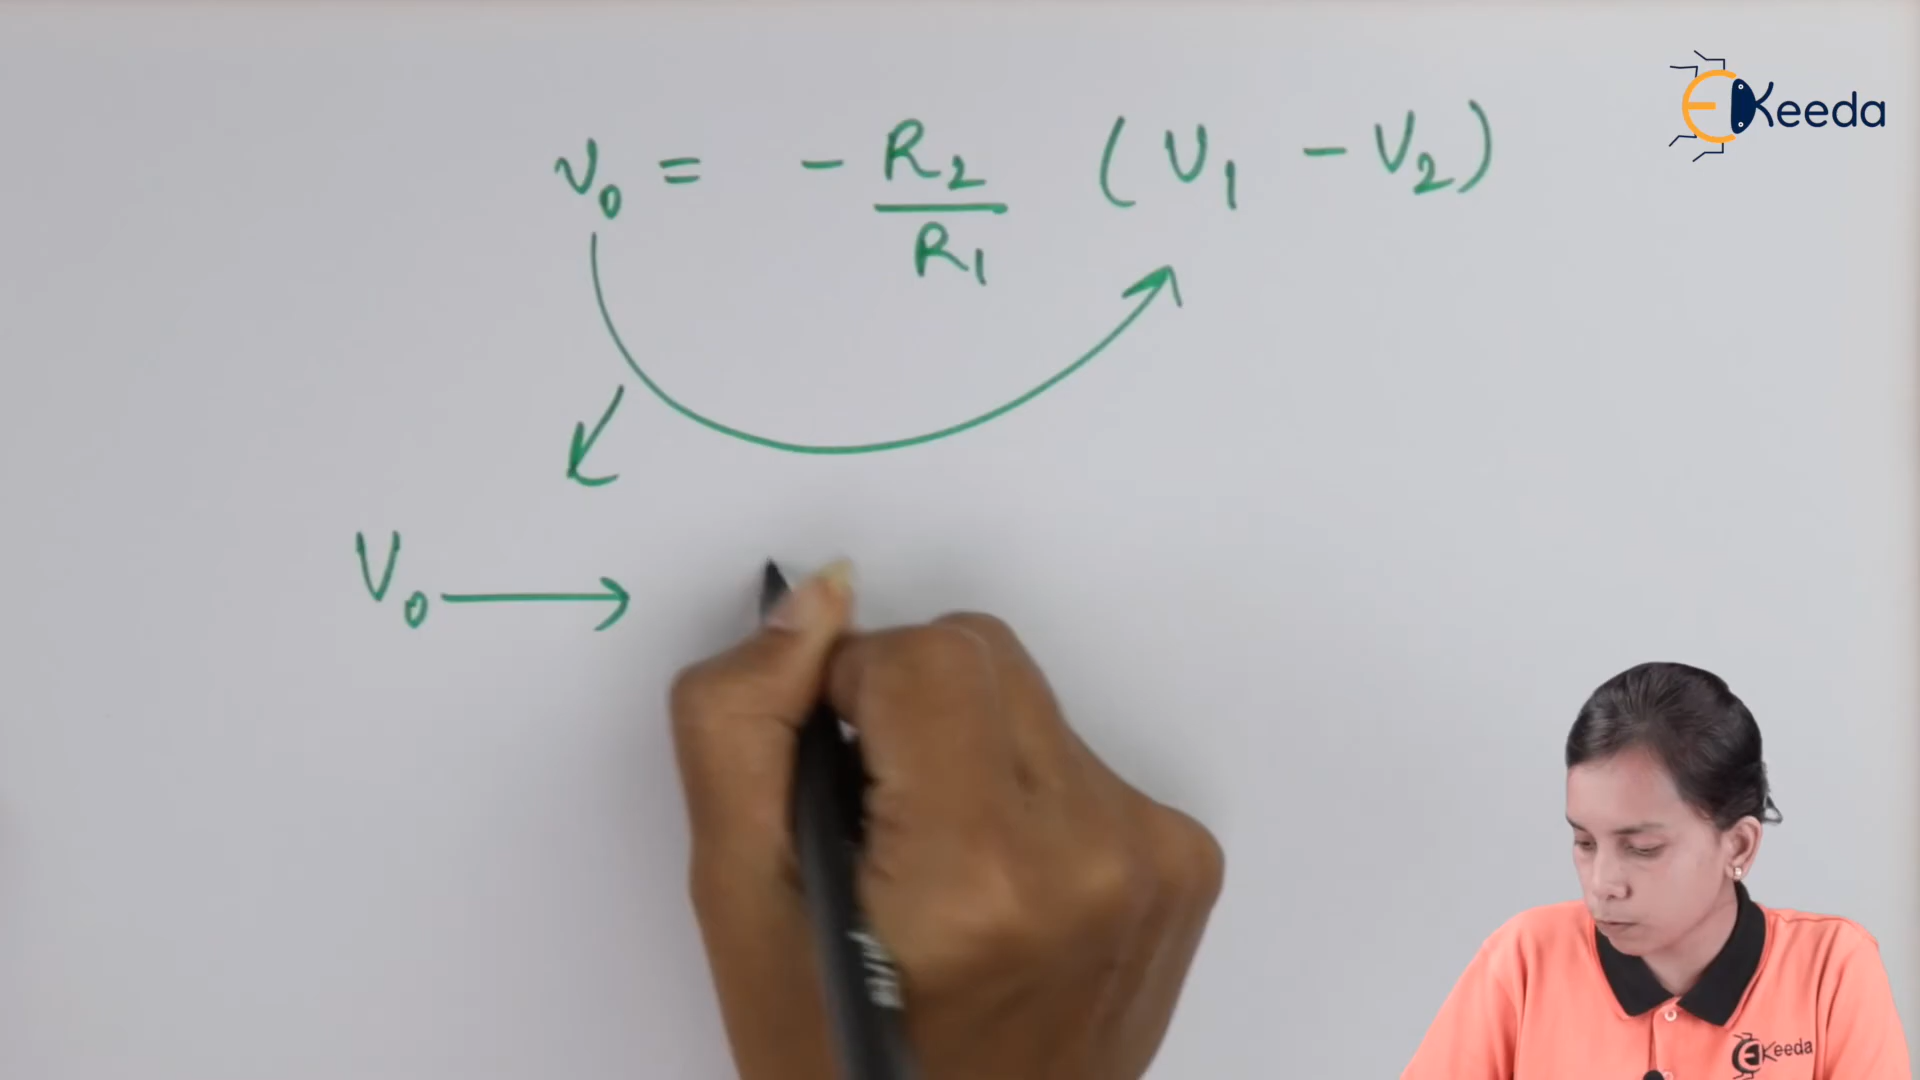 EKeeda
v₀ = - R₂/R₁ (V₁ - V₂)
V₀ →
EKeeda